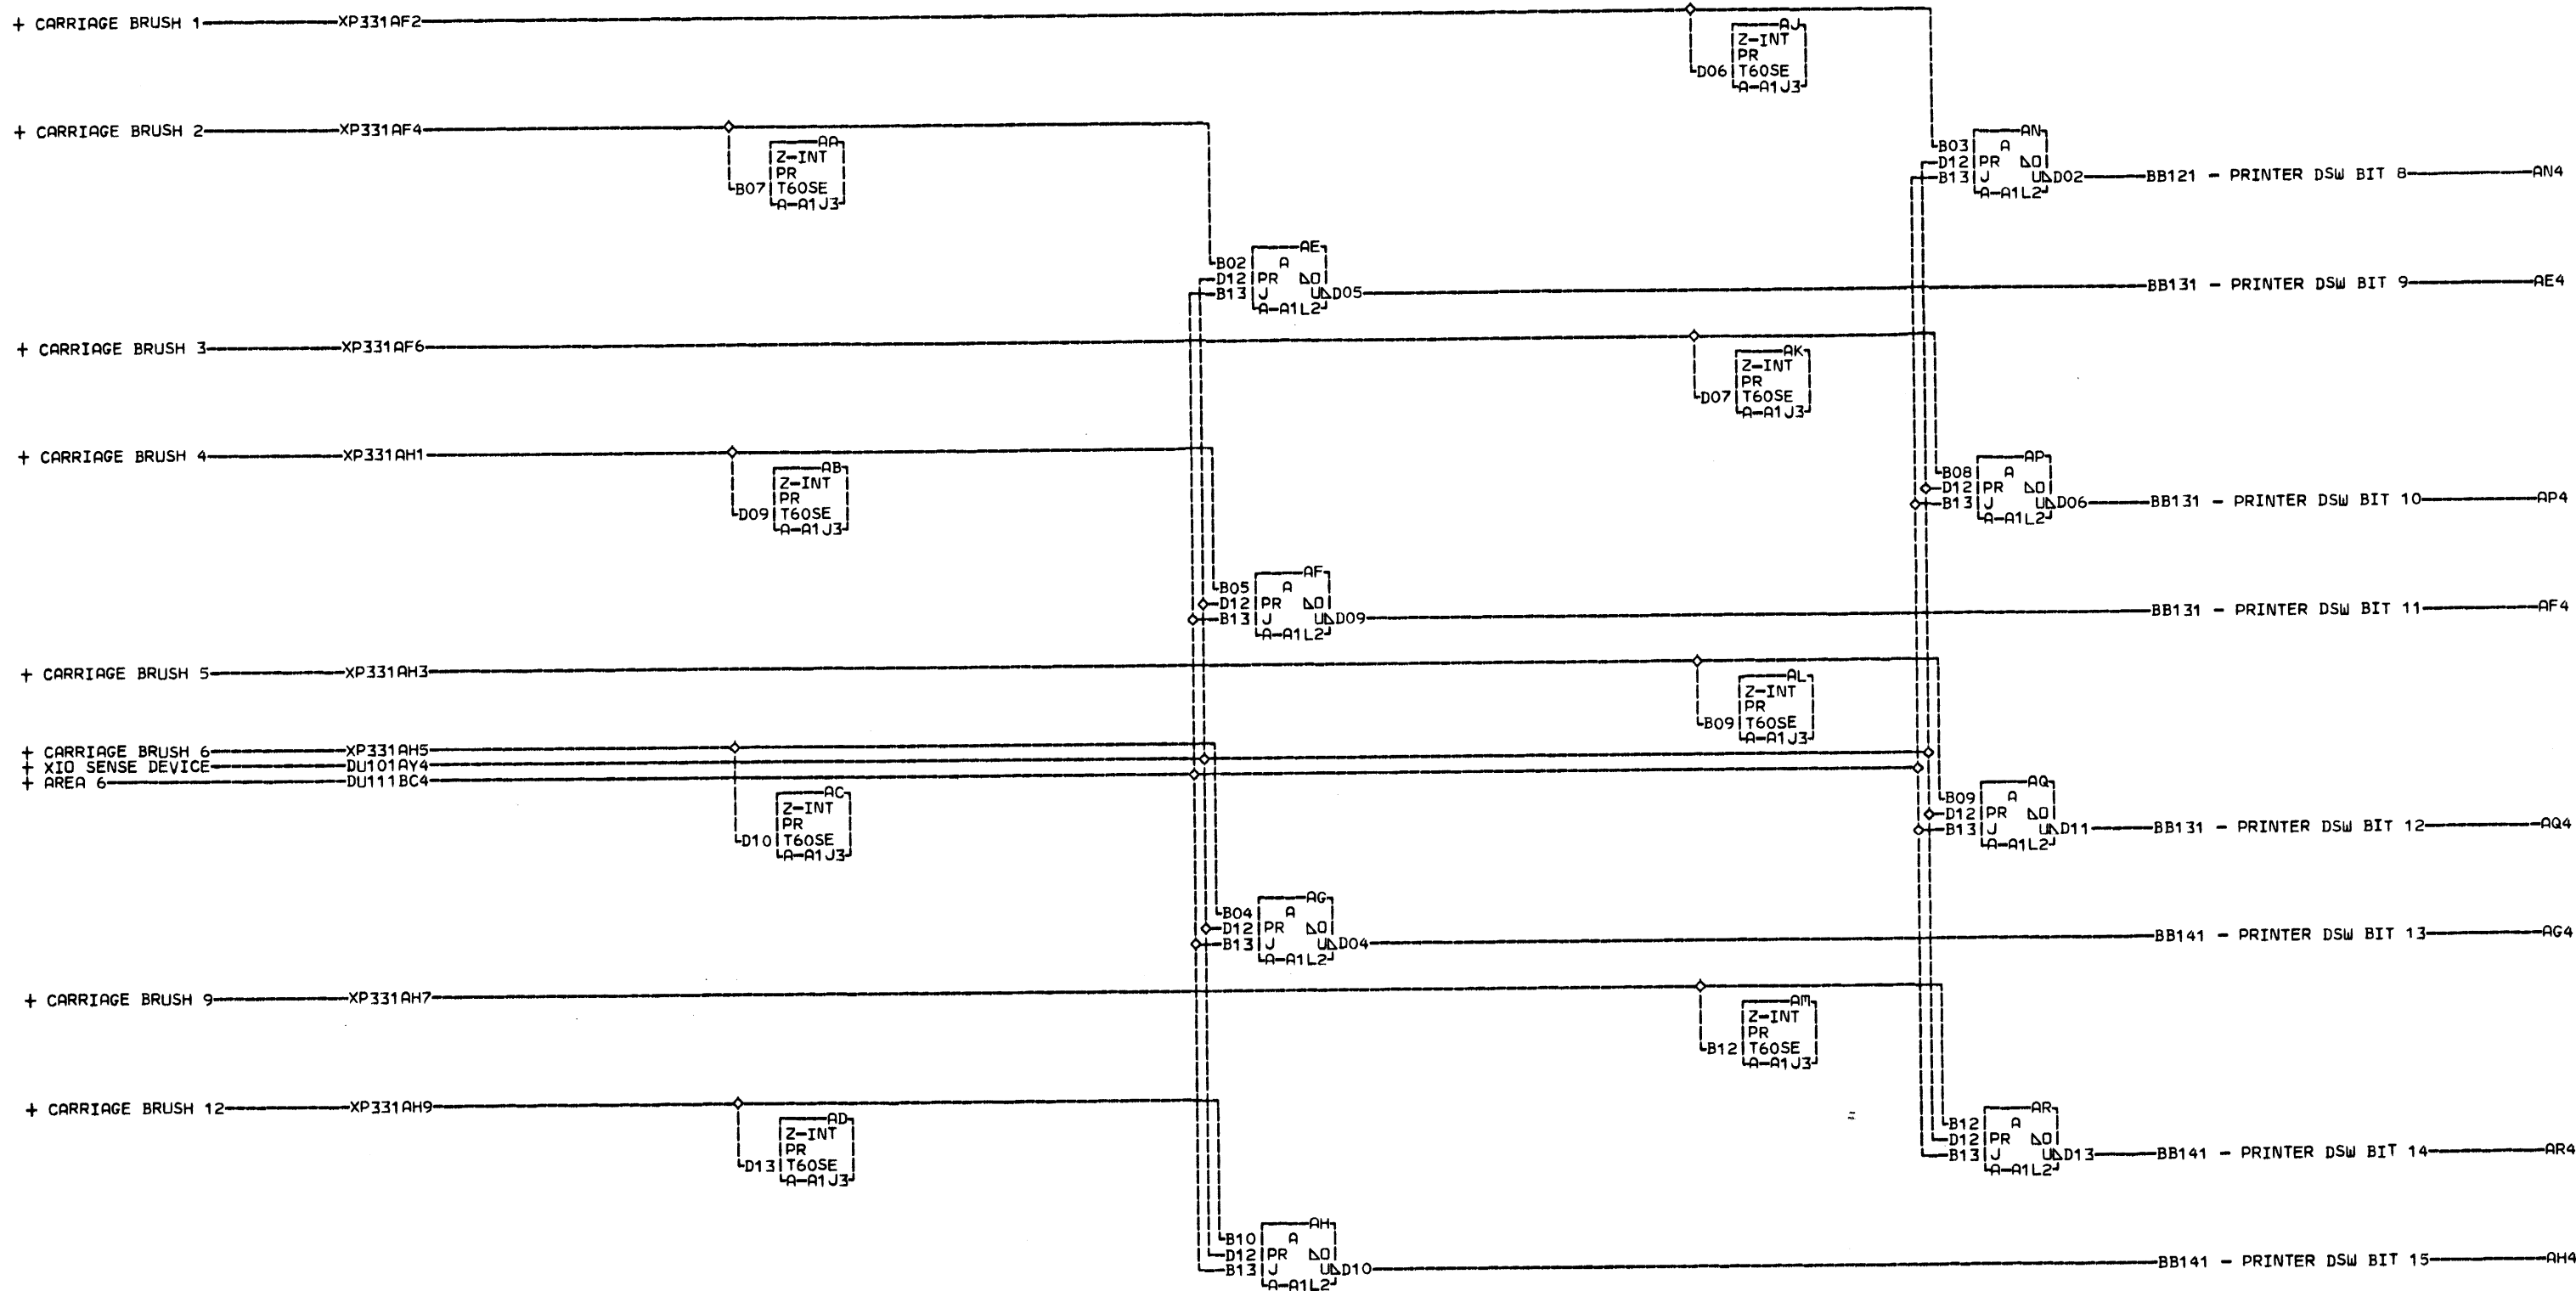 + CARRIAGE BRUSH 1 XP331AF2
AJ
Z-INT
PR
D06 T60SE
A-A1J3
+ CARRIAGE BRUSH 2 XP331AF4
AA
Z-INT
PR
B07 T60SE
A-A1J3
AN
B03 A
D12 PR O
B13 J U D02 BB121 - PRINTER DSW BIT 8 AN4
A-A1L2
AE
B02 A
D12 PR O
B13 J U D05 BB131 - PRINTER DSW BIT 9 AE4
A-A1L2
+ CARRIAGE BRUSH 3 XP331AF6
AK
Z-INT
PR
D07 T60SE
A-A1J3
+ CARRIAGE BRUSH 4 XP331AH1
AB
Z-INT
PR
D09 T60SE
A-A1J3
AP
B08 A
D12 PR O
B13 J U D06 BB131 - PRINTER DSW BIT 10 AP4
A-A1L2
AF
B05 A
D12 PR O
B13 J U D09 BB131 - PRINTER DSW BIT 11 AF4
A-A1L2
+ CARRIAGE BRUSH 5 XP331AH3
AL
Z-INT
PR
B09 T60SE
A-A1J3
+ CARRIAGE BRUSH 6 XP331AH5
+ XIO SENSE DEVICE DU101AY4
+ AREA 6 DU111BC4
AC
Z-INT
PR
D10 T60SE
A-A1J3
AQ
B09 A
D12 PR O
B13 J U D11 BB131 - PRINTER DSW BIT 12 AQ4
A-A1L2
AG
B04 A
D12 PR O
B13 J U D04 BB141 - PRINTER DSW BIT 13 AG4
A-A1L2
+ CARRIAGE BRUSH 9 XP331AH7
AM
Z-INT
PR
B12 T60SE
A-A1J3
+ CARRIAGE BRUSH 12 XP331AH9
AD
Z-INT
PR
D13 T60SE
A-A1J3
AR
B12 A
D12 PR O
B13 J U D13 BB141 - PRINTER DSW BIT 14 AR4
A-A1L2
AH
B10 A
D12 PR O
B13 J U D10 BB141 - PRINTER DSW BIT 15 AH4
A-A1L2